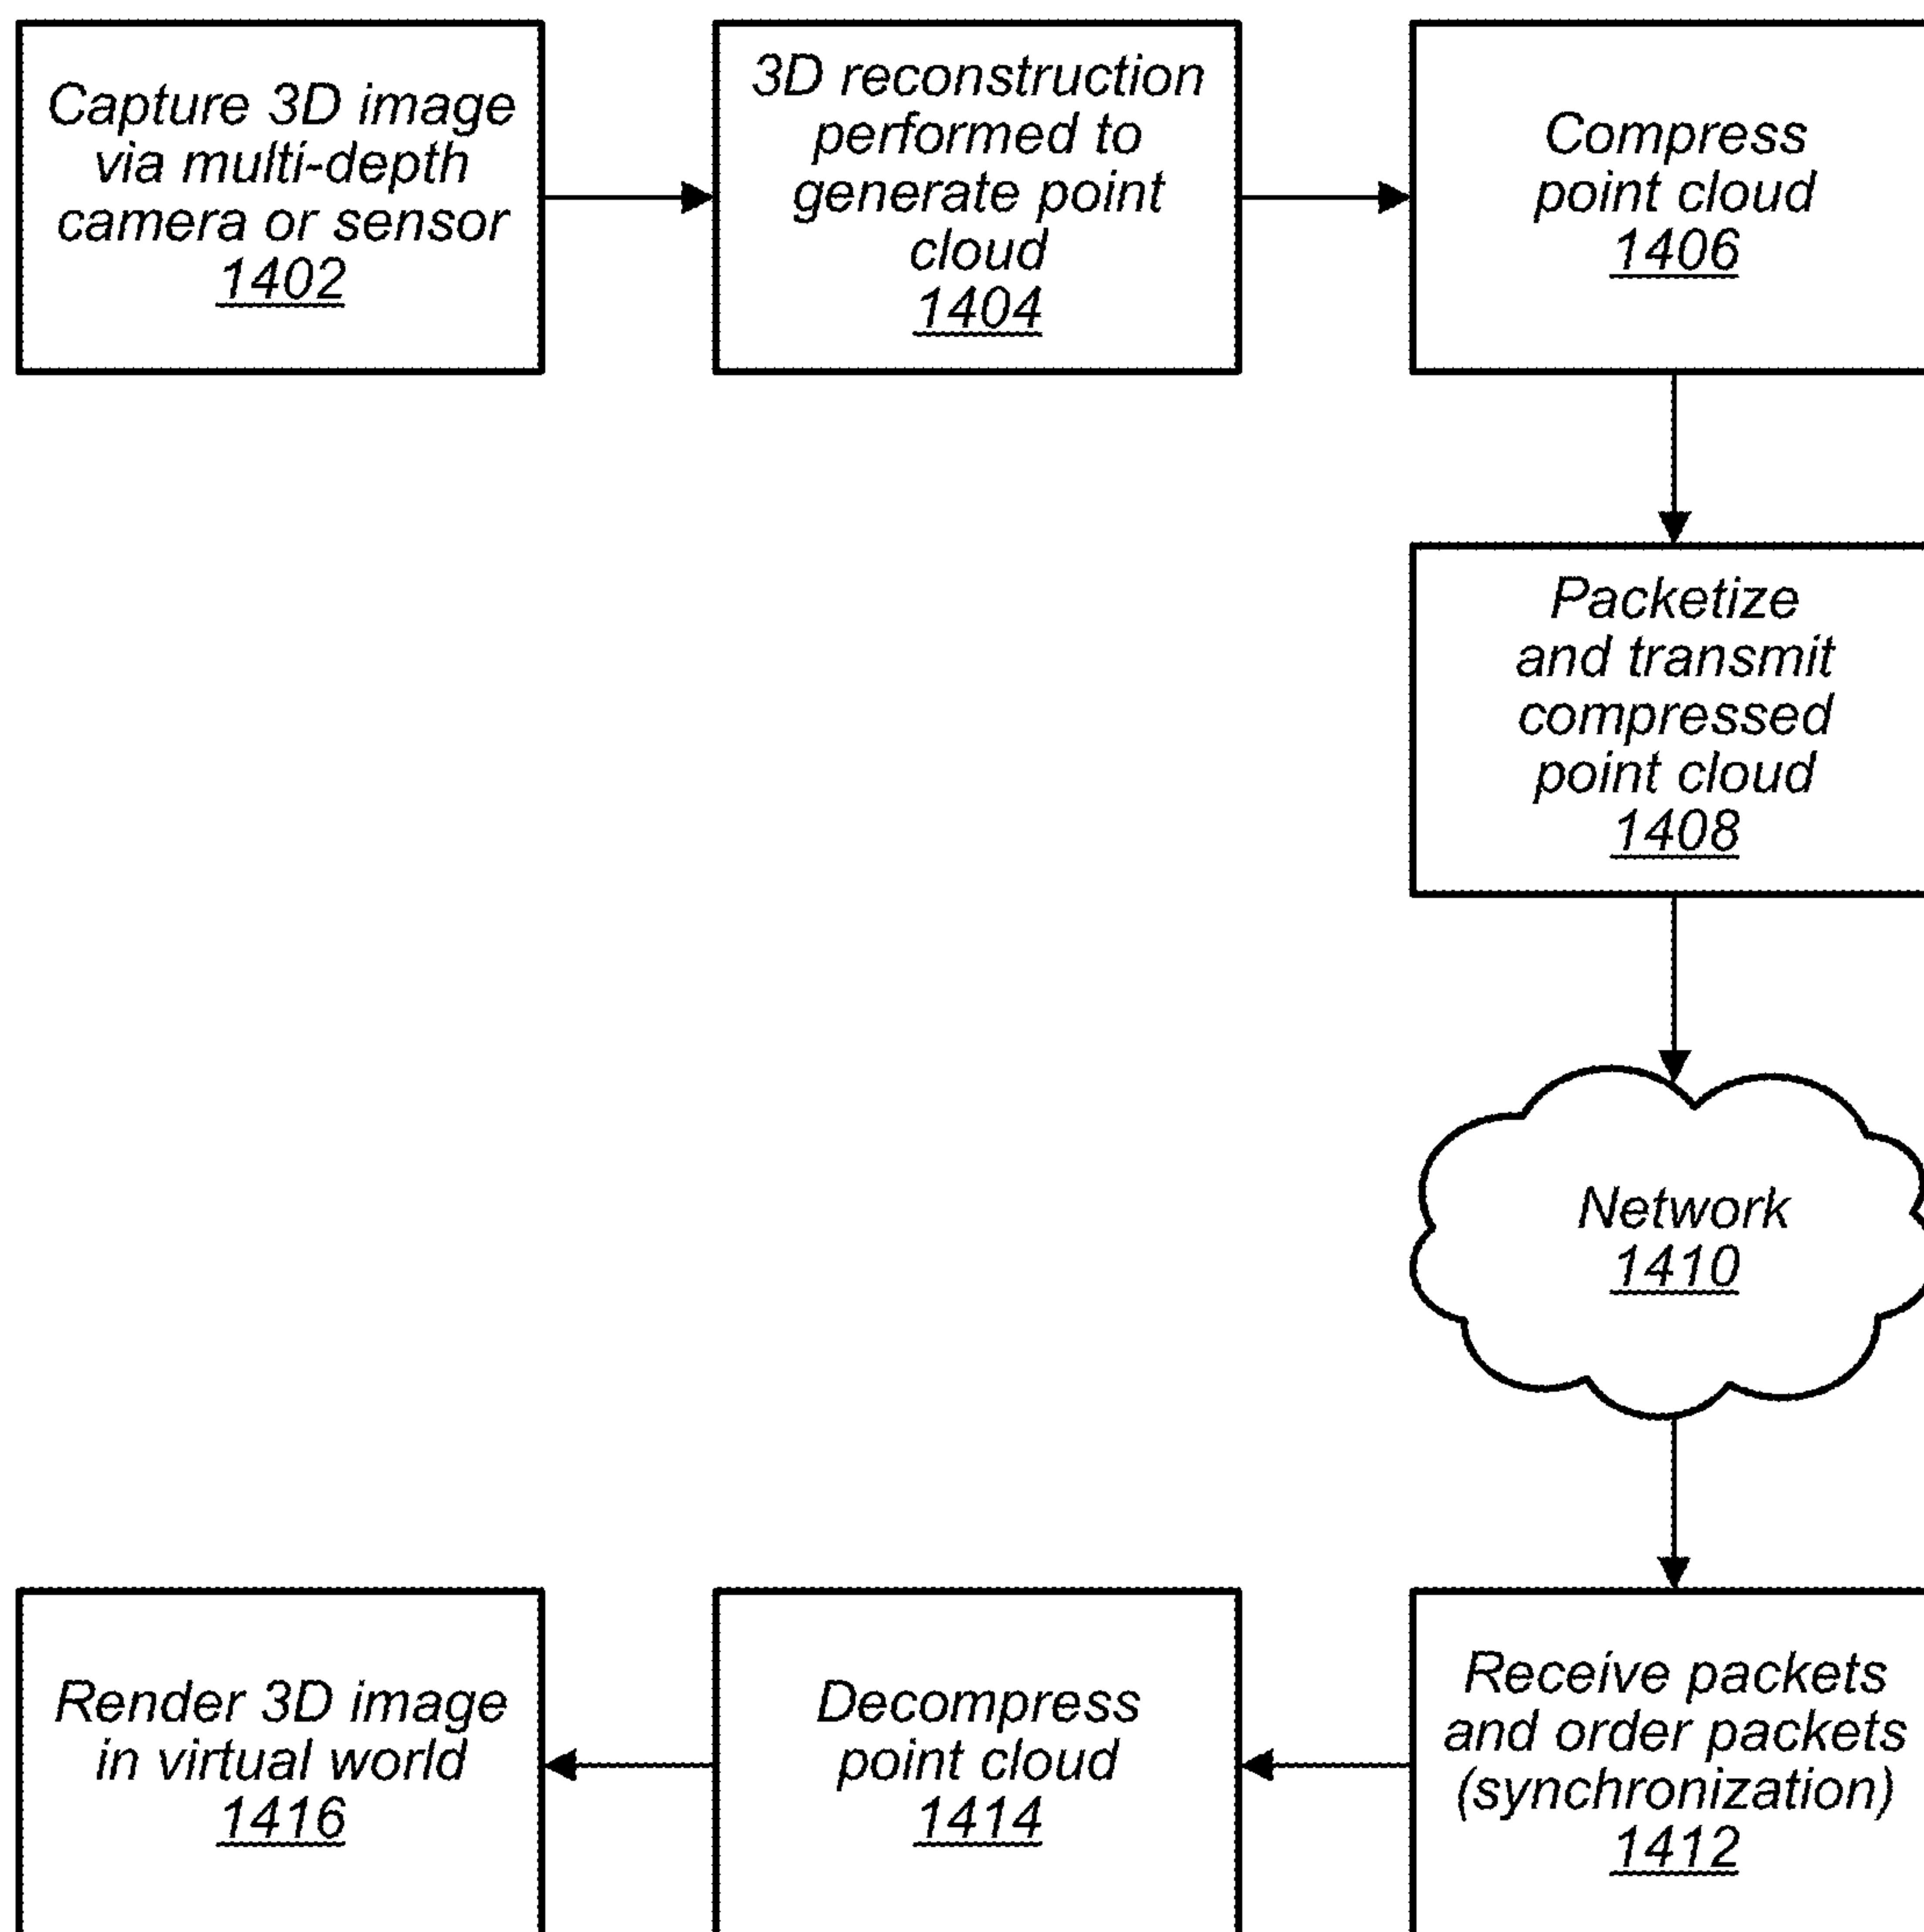 Capture 3D image
via multi-depth
camera or sensor
1402
3D reconstruction
performed to
generate point
cloud
1404
Compress
point cloud
1406
Packetize
and transmit
compressed
point cloud
1408
Network
1410
Receive packets
and order packets
(synchronization)
1412
Decompress
point cloud
1414
Render 3D image
in virtual world
1416